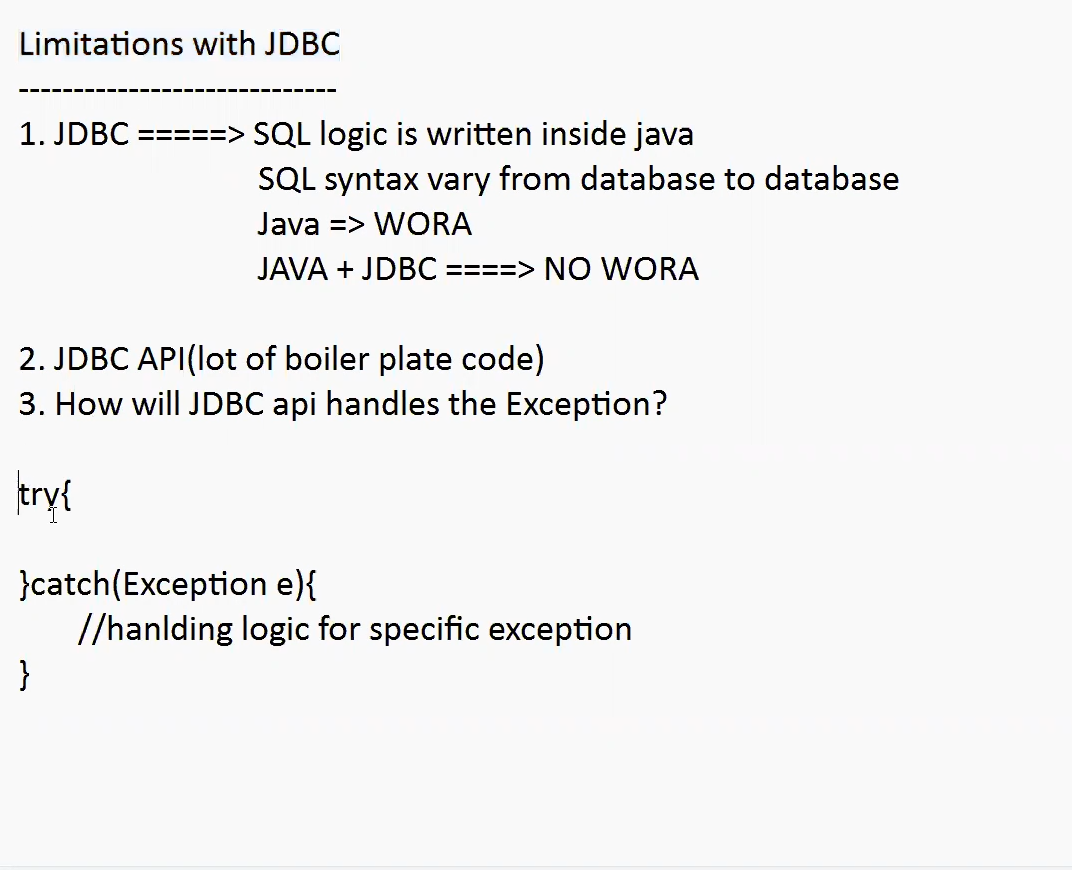 Limitations with JDBC
-----------------------------
1. JDBC =====> SQL logic is written inside java
SQL syntax vary from database to database
Java => WORA
JAVA + JDBC ====> NO WORA
2. JDBC API(lot of boiler plate code)
3. How will JDBC api handles the Exception?
try{
}catch(Exception e){
//hanlding logic for specific exception
}